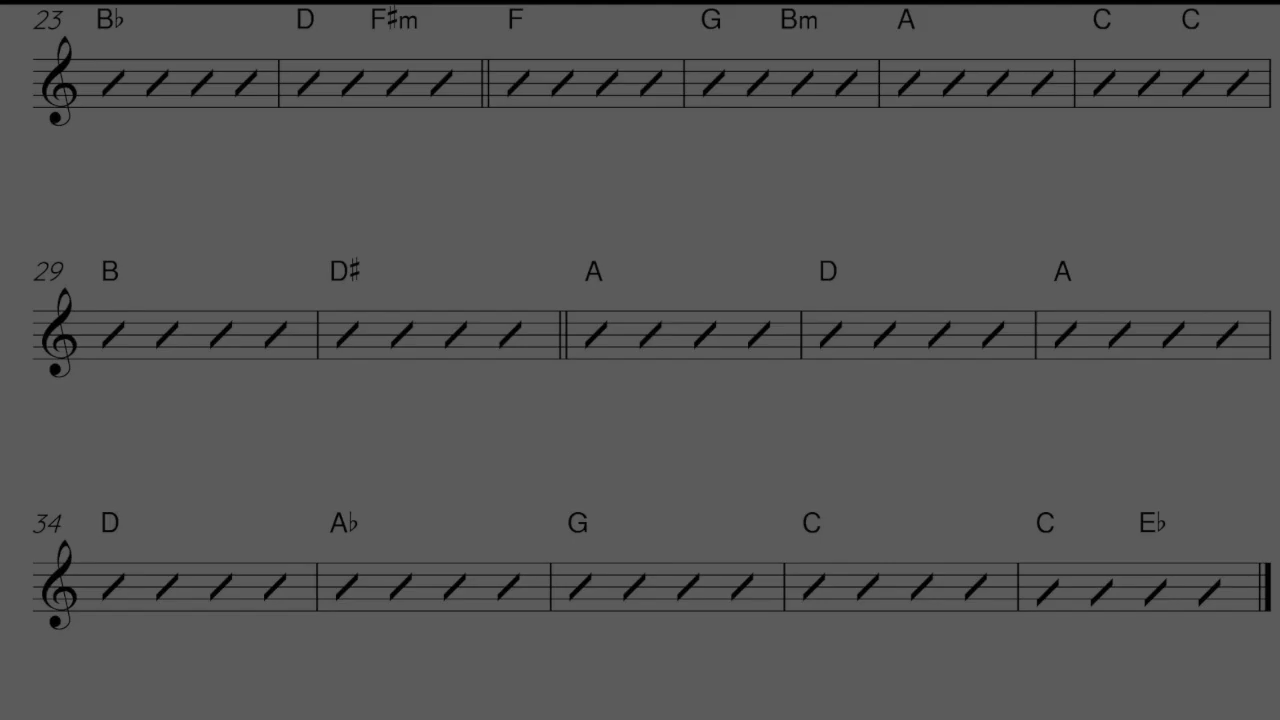 23 B♭ D F♯m F G Bm A C C
29 B D♯ A D A
34 D A♭ G C C E♭